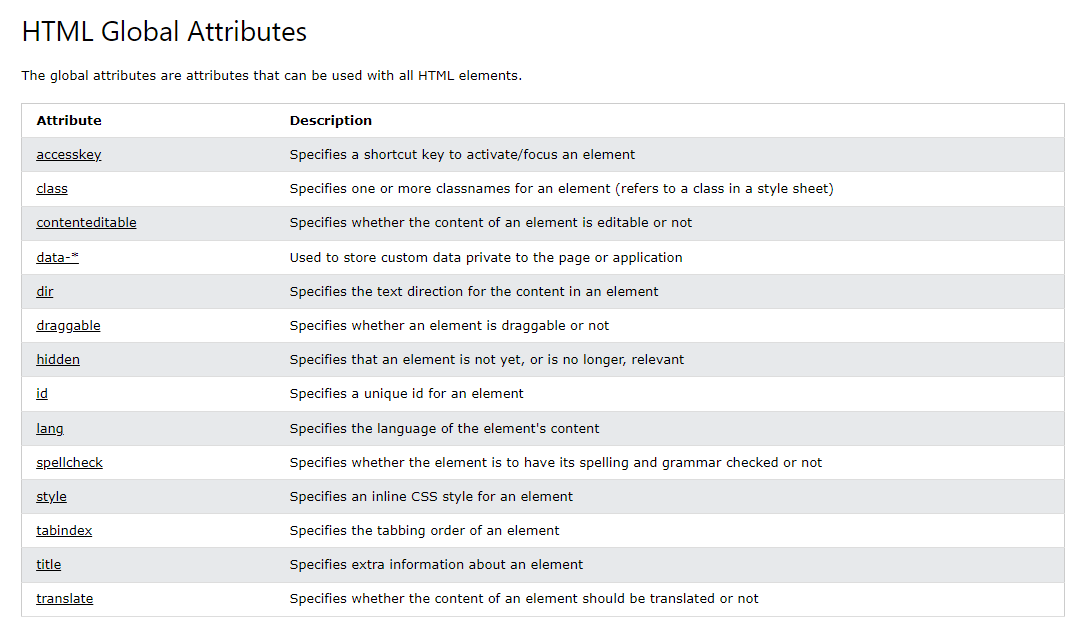 HTML Global Attributes
The global attributes are attributes that can be used with all HTML elements.
Attribute Description
accesskey Specifies a shortcut key to activate/focus an element
class Specifies one or more classnames for an element (refers to a class in a style sheet)
contenteditable Specifies whether the content of an element is editable or not
data-* Used to store custom data private to the page or application
dir Specifies the text direction for the content in an element
draggable Specifies whether an element is draggable or not
hidden Specifies that an element is not yet, or is no longer, relevant
id Specifies a unique id for an element
lang Specifies the language of the element's content
spellcheck Specifies whether the element is to have its spelling and grammar checked or not
style Specifies an inline CSS style for an element
tabindex Specifies the tabbing order of an element
title Specifies extra information about an element
translate Specifies whether the content of an element should be translated or not